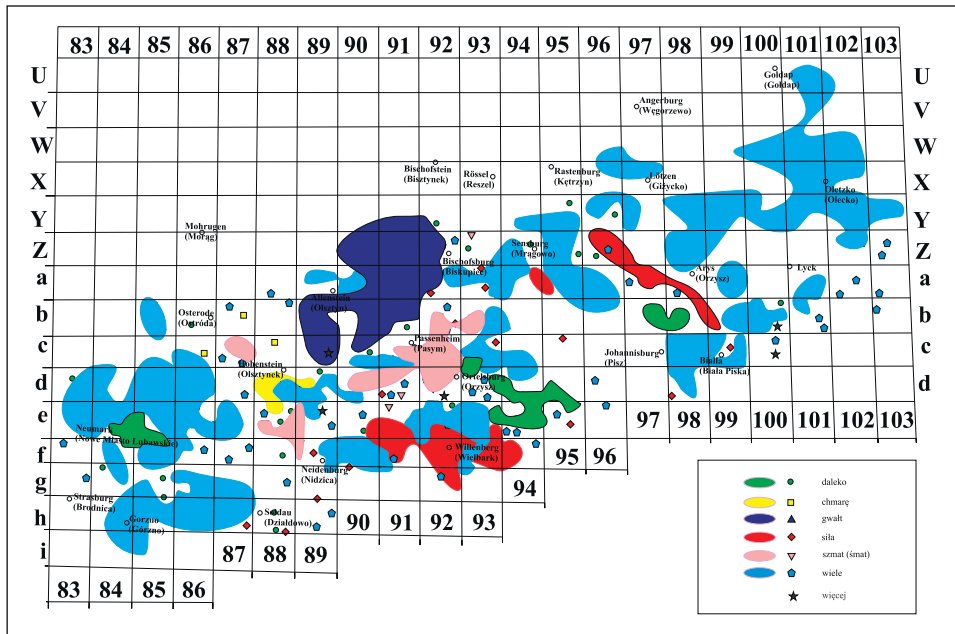 83 84 85 86 87 88 89 90 91 92 93 94 95 96 97 98 99 100 101 102 103
U U
Gołdap
(Gołdap)
V V
Angerburg
(Węgorzewo)
W W
Bischofstein
(Bisztynek)
Rössel
(Reszel)
Rastenburg
(Kętrzyn)
Lötzen
(Giżycko)
X X
Oletzko
(Olecko)
Y Y
Mohrugen
(Morąg)
Z Z
Sensburg
(Mrągowo)
Bischofsburg
(Biskupiec)
Arys
(Orzysz)
Lyck
a a
Allenstein
(Olsztyn)
b b
Osterode
(Ostróda)
Passenheim
(Pasym)
c c
Johannisburg
(Pisz)
Bialla
(Biała Piska)
Hohenstein
(Olsztynek)
d d
Ortelsburg
(Orzysz)
e 97 98 99 100 101 102 103
Neumark
(Nowe Miasto Lubawskie)
Willenberg
(Wielbark)
f 95 96
Neidenburg
(Nidzica)
g 94
Strasburg
(Brodnica)
Gorzno
(Górzno)
Soldau
(Działdowo)
h 90 91 92 93
i 87 88 89
83 84 85 86
daleko
chmarę
gwałt
siła
szmat (śmat)
wiele
więcej